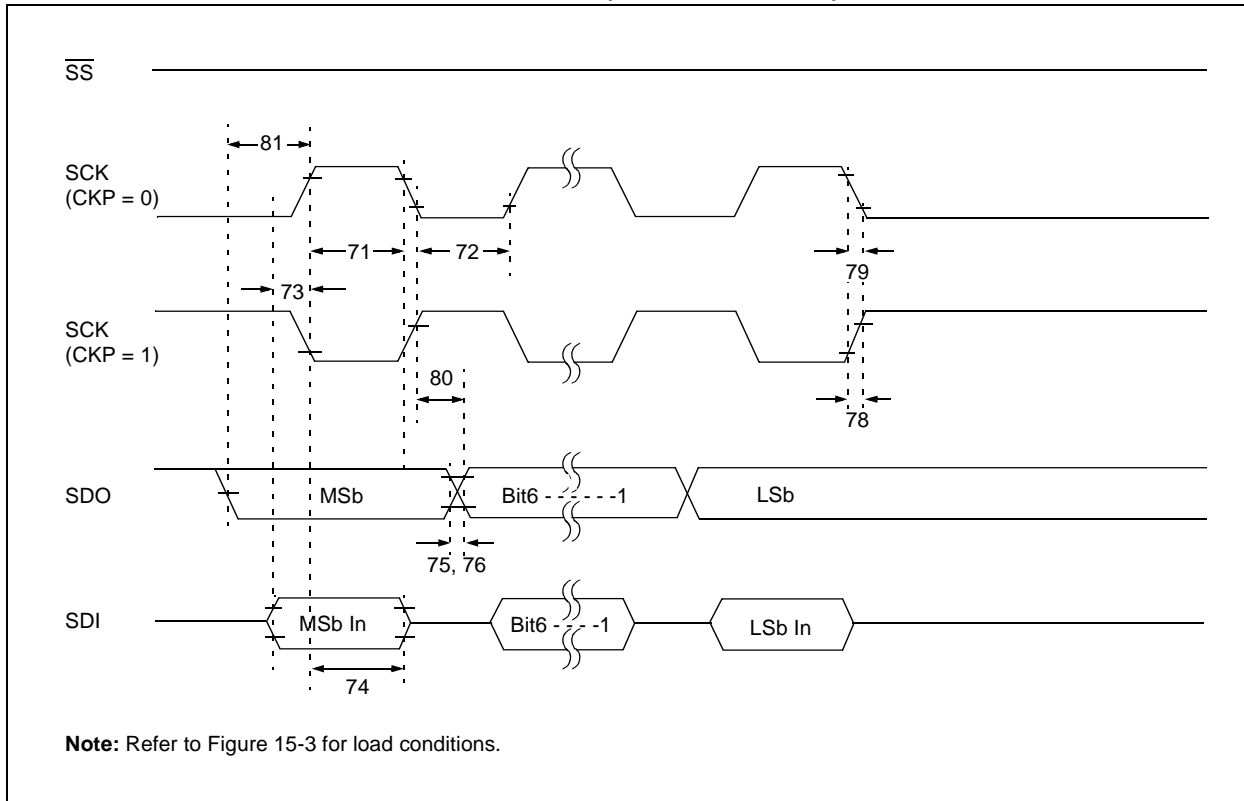 SS
81
SCK
(CKP = 0)
71
72
79
73
SCK
(CKP = 1)
80
78
SDO
MSb
Bit6 - - - - - -1
LSb
75, 76
SDI
MSb In
Bit6 - - - -1
LSb In
74
Note: Refer to Figure 15-3 for load conditions.